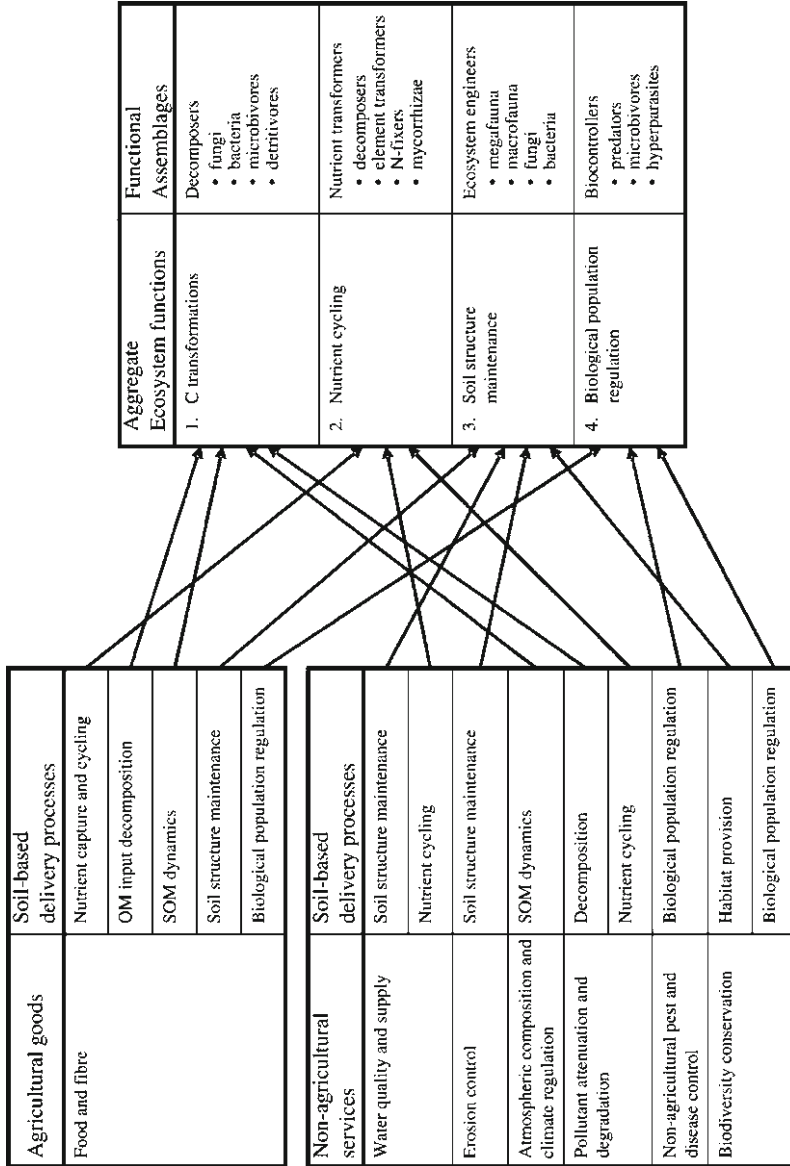 Agricultural goods
Soil-based
delivery processes
Food and fibre
Nutrient capture and cycling
OM input decomposition
SOM dynamics
Soil structure maintenance
Biological population regulation
Non-agricultural
services
Soil-based
delivery processes
Water quality and supply
Soil structure maintenance
Nutrient cycling
Erosion control
Soil structure maintenance
Atmospheric composition and
climate regulation
SOM dynamics
Pollutant attenuation and
degradation
Decomposition
Nutrient cycling
Non-agricultural pest and
disease control
Biological population regulation
Biodiversity conservation
Habitat provision
Biological population regulation
Aggregate
Ecosystem functions
Functional
Assemblages
1. C transformations
Decomposers
• fungi
• bacteria
• microbivores
• detritivores
2. Nutrient cycling
Nutrient transformers
• decomposers
• element transformers
• N-fixers
• mycorrhizae
3. Soil structure
maintenance
Ecosystem engineers
• megafauna
• macrofauna
• fungi
• bacteria
4. Biological population
regulation
Biocontrollers
• predators
• microbivores
• hyperparasites